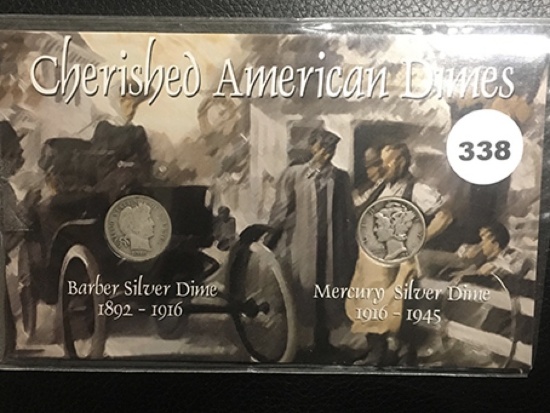 Cherished American Dimes
338
Barber Silver Dime
1892 - 1916
Mercury Silver Dime
1916 - 1945